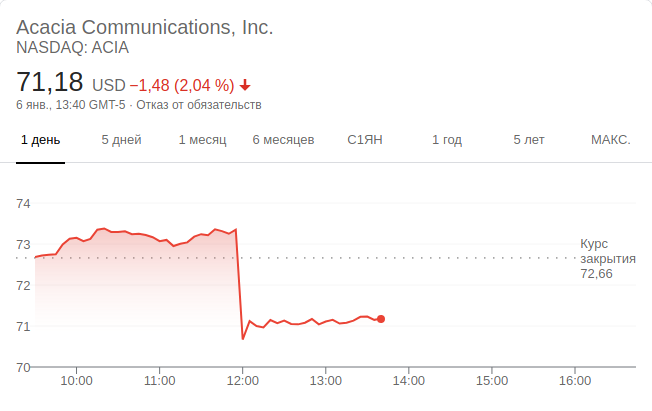 Acacia Communications, Inc.
NASDAQ: ACIA
71,18 USD −1,48 (2,04 %)
6 янв., 13:40 GMT-5 · Отказ от обязательств
1 день 5 дней 1 месяц 6 месяцев С1ЯН 1 год 5 лет МАКС.
74
73
72
71
70
Курс
закрытия
72,66
10:00 11:00 12:00 13:00 14:00 15:00 16:00